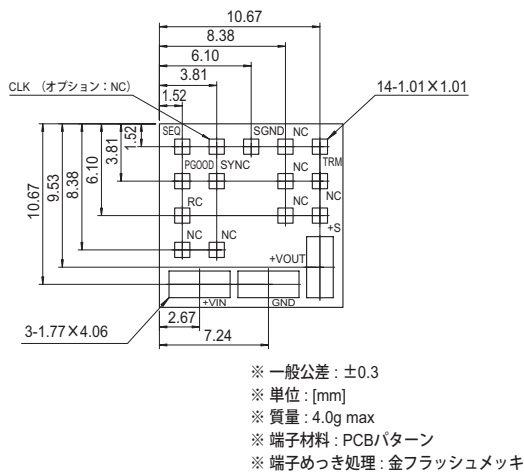 10.67
8.38
6.10
3.81
1.52
CLK （オプション：NC）
14-1.01×1.01
SEQ SGND NC
TRM
PGOOD SYNC NC
NC
RC NC
+S
NC NC
+VOUT
+VIN GND
10.67
9.53
8.38
6.10
3.81
1.52
3-1.77×4.06
2.67
7.24
※ 一般公差 : ±0.3
※ 単位 : [mm]
※ 質量 : 4.0g max
※ 端子材料 : PCBパターン
※ 端子めっき処理 : 金フラッシュメッキ